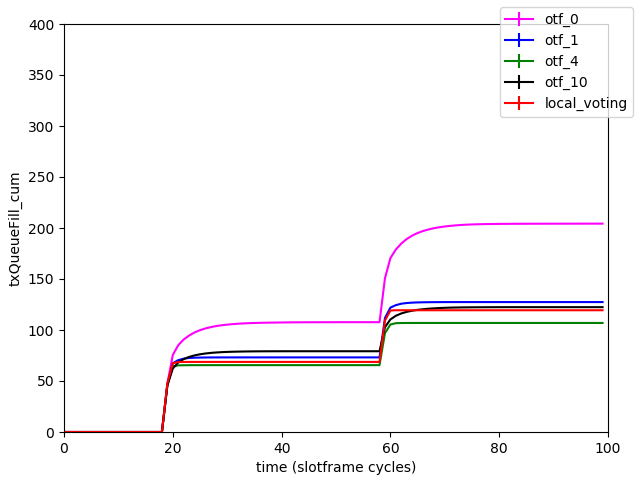 otf_0
otf_1
otf_4
otf_10
local_voting
txQueueFill_cum
400
350
300
250
200
150
100
50
0
0 20 40 60 80 100
time (slotframe cycles)